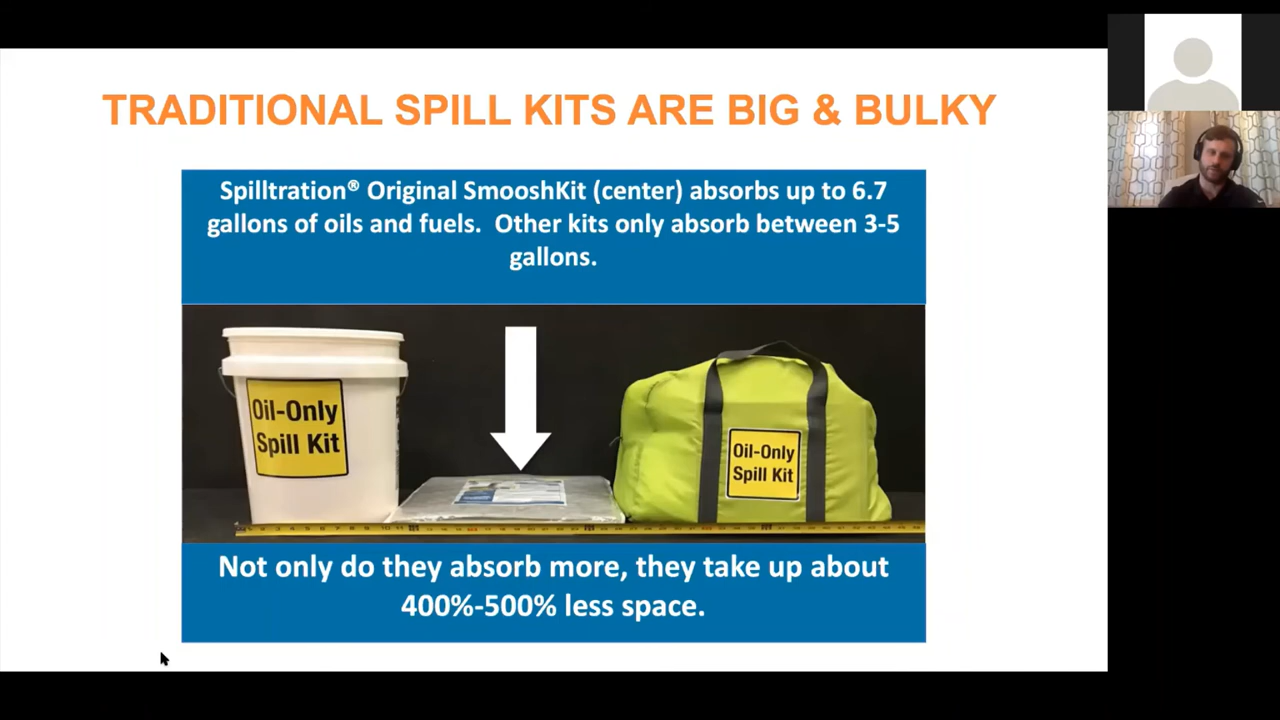 TRADITIONAL SPILL KITS ARE BIG & BULKY
Spilltration® Original SmooshKit (center) absorbs up to 6.7
gallons of oils and fuels.  Other kits only absorb between 3-5
gallons.
Oil-Only
Spill Kit
Oil-Only
Spill Kit
Not only do they absorb more, they take up about
400%-500% less space.